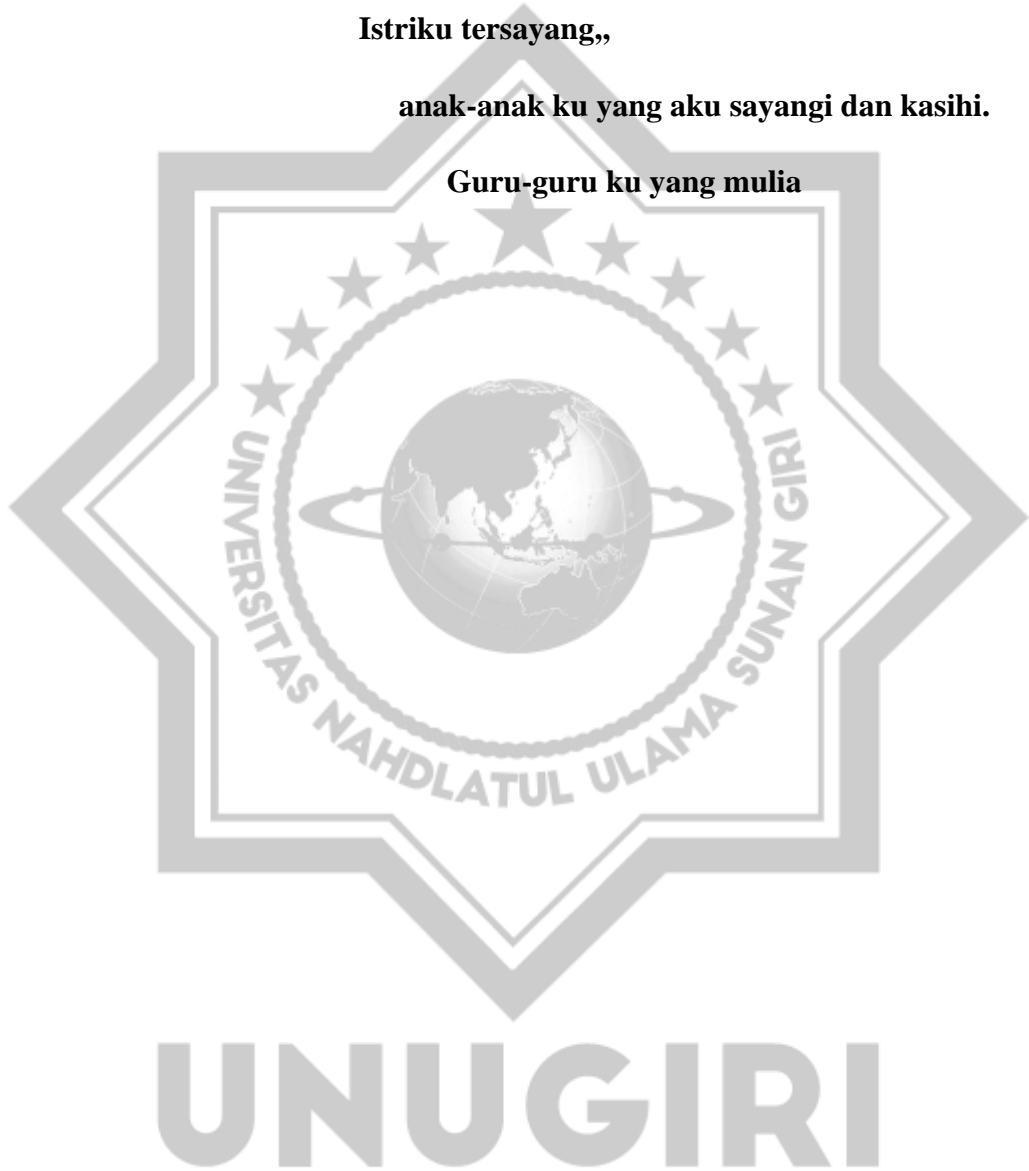 Istriku tersayang,,
anak-anak ku yang aku sayangi dan kasihi.
Guru-guru ku yang mulia
UNIVERSITAS NAHDLATUL ULAMA SUNAN GIRI
UNUGIRI